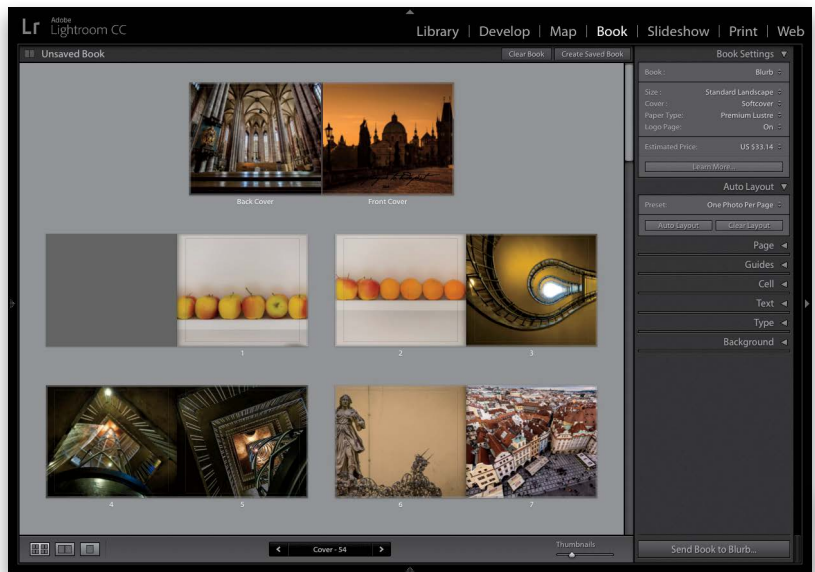 Lr Adobe
Lightroom CC
Library | Develop | Map | Book | Slideshow | Print | Web
Unsaved Book
Clear Book
Create Saved Book
Back Cover
Front Cover
1
2
3
4
5
6
7
Cover - 54
Thumbnails
Book Settings
Book : Blurb
Size : Standard Landscape
Cover : Softcover
Paper Type: Premium Lustre
Logo Page: On
Estimated Price: US $33.14
Learn More...
Auto Layout
Preset: One Photo Per Page
Auto Layout
Clear Layout
Page
Guides
Cell
Text
Type
Background
Send Book to Blurb...